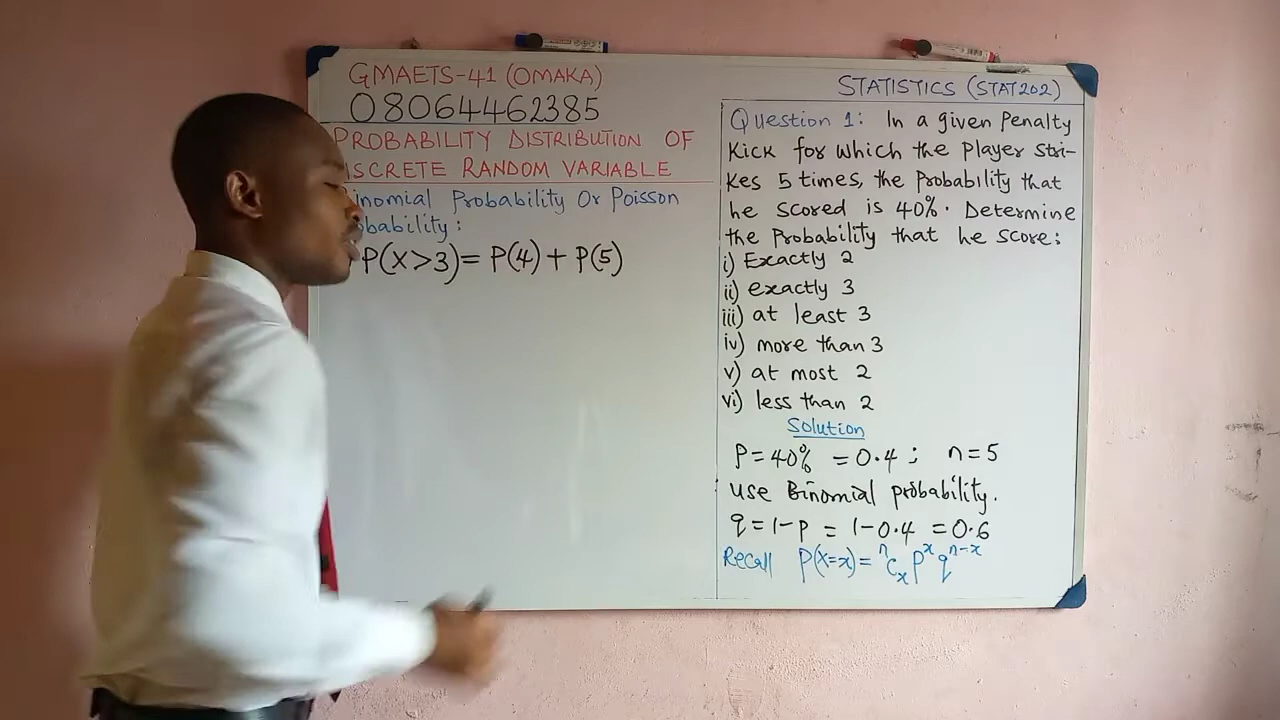 GMAETS-41 (OMAKA)
08064462385
PROBABILITY DISTRIBUTION OF
ISCRETE RANDOM VARIABLE
inomial Probability Or Poisson
obability:
P(X>3)= P(4) + P(5)
STATISTICS (STAT202)
Question 1: In a given Penalty
Kick for which the Player Stri-
Kes 5 times, the Probability that
he Scored is 40%. Determine
the Probability that he Score:
i) Exactly 2
ii) exactly 3
iii) at least 3
iv) more than 3
v) at most 2
vi) less than 2
Solution
P=40% =0.4 ; n=5
Use Binomial probability.
q=1-p = 1-0.4 =0.6
Recall P(X=x)= ⁿCₓ pˣ qⁿ⁻ˣ